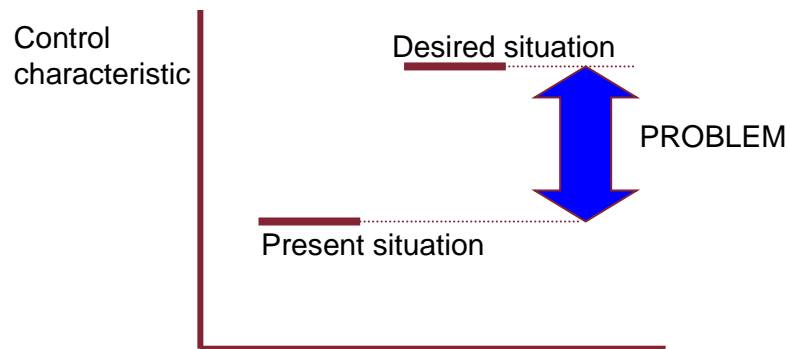 Control
characteristic
Desired situation
PROBLEM
Present situation